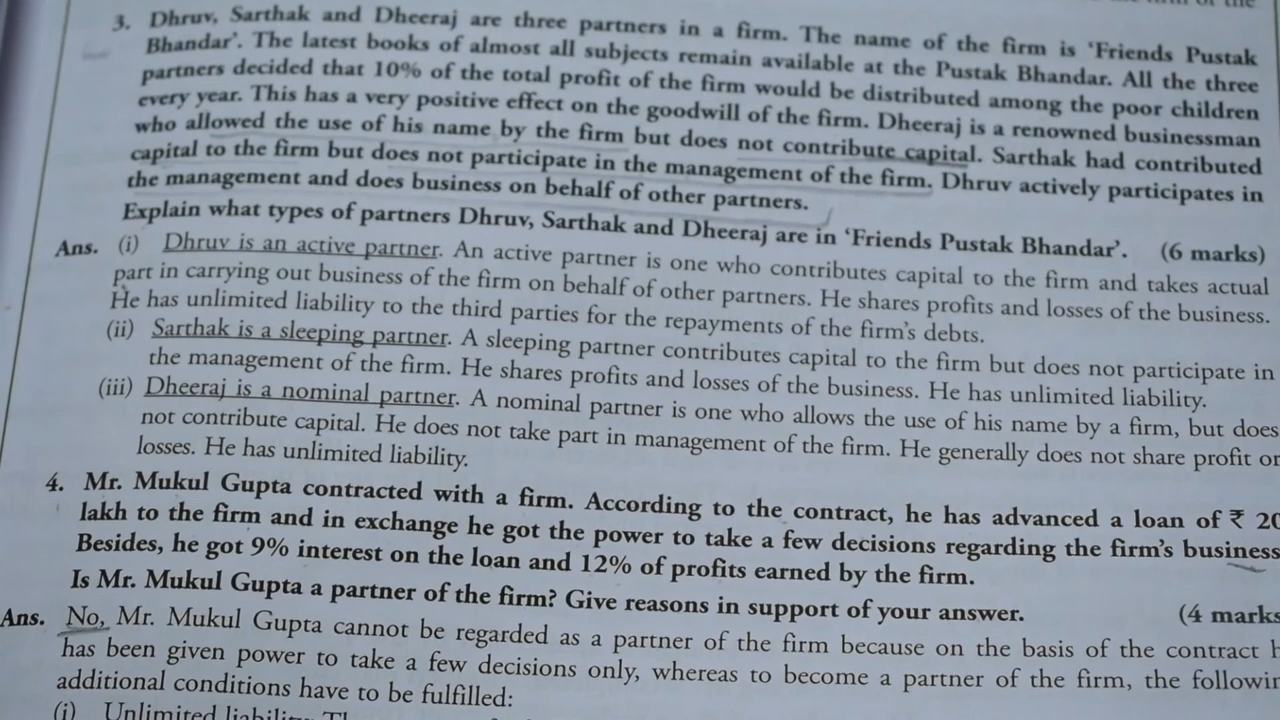 3. Dhruv, Sarthak and Dheeraj are three partners in a firm. The name of the firm is 'Friends Pustak
Bhandar'. The latest books of almost all subjects remain available at the Pustak Bhandar. All the three
partners decided that 10% of the total profit of the firm would be distributed among the poor children
every year. This has a very positive effect on the goodwill of the firm. Dheeraj is a renowned businessman
who allowed the use of his name by the firm but does not contribute capital. Sarthak had contributed
capital to the firm but does not participate in the management of the firm. Dhruv actively participates in
the management and does business on behalf of other partners.
Explain what types of partners Dhruv, Sarthak and Dheeraj are in 'Friends Pustak Bhandar'. (6 marks)
Ans. (i) Dhruv is an active partner. An active partner is one who contributes capital to the firm and takes actual
part in carrying out business of the firm on behalf of other partners. He shares profits and losses of the business.
He has unlimited liability to the third parties for the repayments of the firm's debts.
(ii) Sarthak is a sleeping partner. A sleeping partner contributes capital to the firm but does not participate in
the management of the firm. He shares profits and losses of the business. He has unlimited liability.
(iii) Dheeraj is a nominal partner. A nominal partner is one who allows the use of his name by a firm, but does
not contribute capital. He does not take part in management of the firm. He generally does not share profit or
losses. He has unlimited liability.
4. Mr. Mukul Gupta contracted with a firm. According to the contract, he has advanced a loan of ₹ 20
lakh to the firm and in exchange he got the power to take a few decisions regarding the firm's business
Besides, he got 9% interest on the loan and 12% of profits earned by the firm.
Is Mr. Mukul Gupta a partner of the firm? Give reasons in support of your answer. (4 marks
Ans. No, Mr. Mukul Gupta cannot be regarded as a partner of the firm because on the basis of the contract
has been given power to take a few decisions only, whereas to become a partner of the firm, the
additional conditions have to be fulfilled:
(i) Unlimited